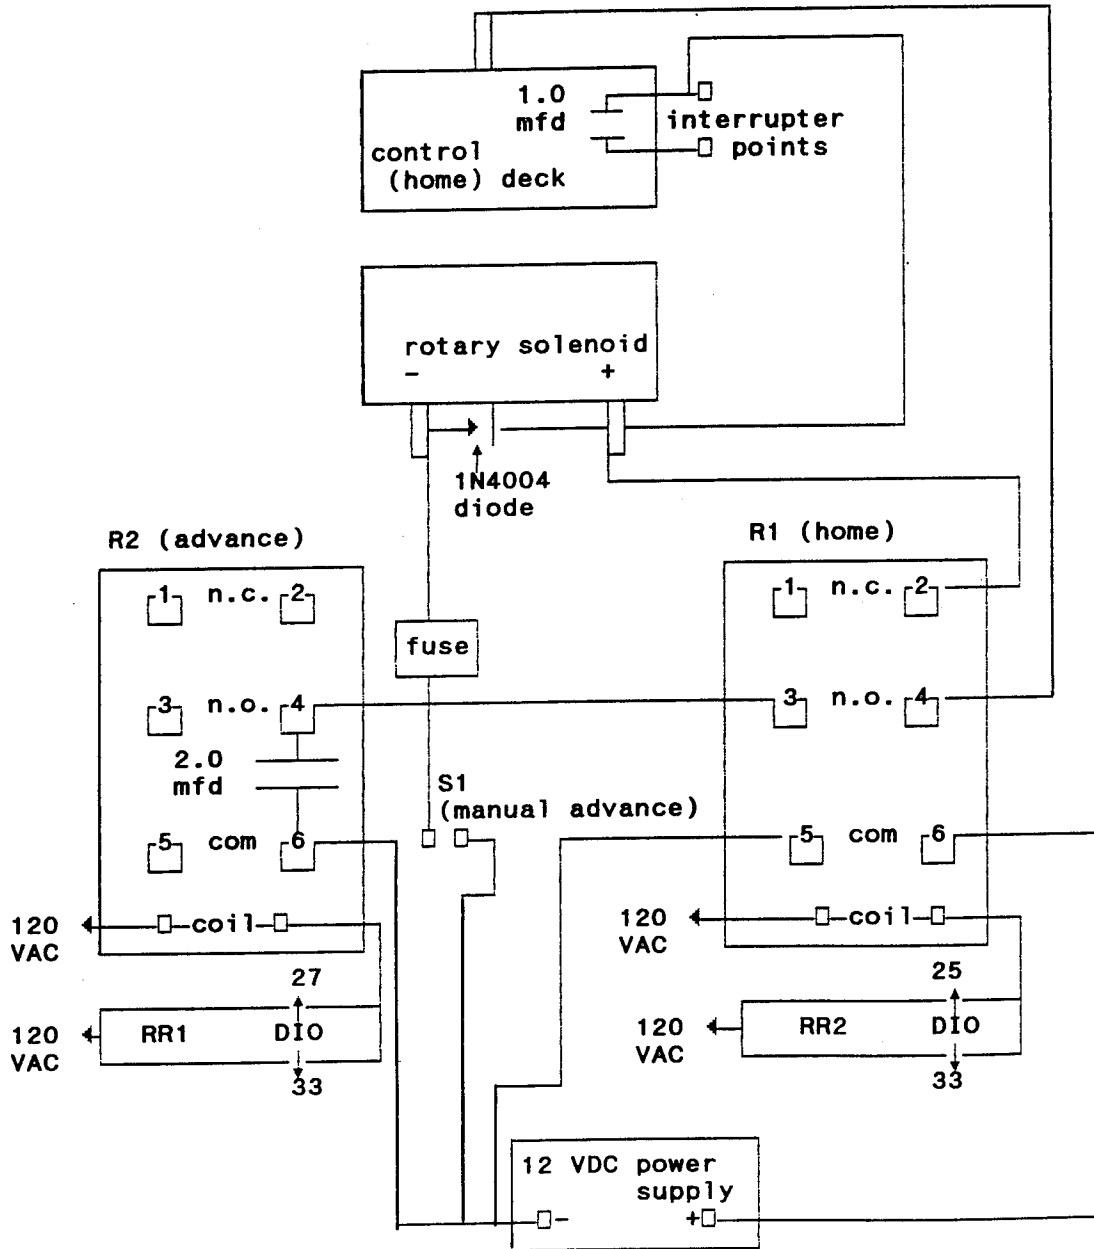 1.0
mfd
interrupter
points
control
(home) deck
rotary solenoid
- +
1N4004
diode
R2 (advance)
R1 (home)
1 n.c. 2
1 n.c. 2
fuse
3 n.o. 4
3 n.o. 4
2.0
mfd
S1
(manual advance)
5 com 6
5 com 6
120
VAC
coil
120
VAC
coil
27
25
120
VAC
RR1 DIO
120
VAC
RR2 DIO
33
33
12 VDC power
supply
- +